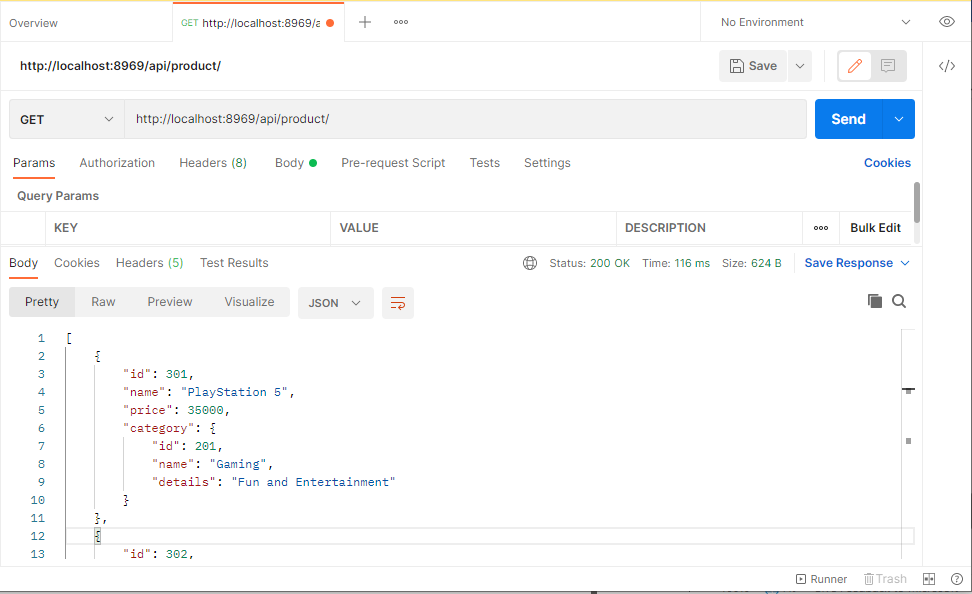 Overview
GET http://localhost:8969/a
No Environment
http://localhost:8969/api/product/
Save
GET http://localhost:8969/api/product/ Send
Params Authorization Headers (8) Body Pre-request Script Tests Settings Cookies
Query Params
KEY VALUE DESCRIPTION Bulk Edit
Body Cookies Headers (5) Test Results Status: 200 OK Time: 116 ms Size: 624 B Save Response
Pretty Raw Preview Visualize JSON
1 [
2 {
3 "id": 301,
4 "name": "PlayStation 5",
5 "price": 35000,
6 "category": {
7 "id": 201,
8 "name": "Gaming",
9 "details": "Fun and Entertainment"
10 }
11 },
12 {
13 "id": 302,
Runner Trash